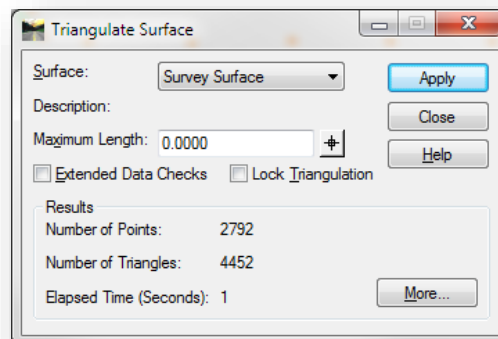 Triangulate Surface
Surface: Survey Surface Apply
Description: Close
Maximum Length: 0.0000 Help
Extended Data Checks Lock Triangulation
Results
Number of Points: 2792
Number of Triangles: 4452
Elapsed Time (Seconds): 1 More...